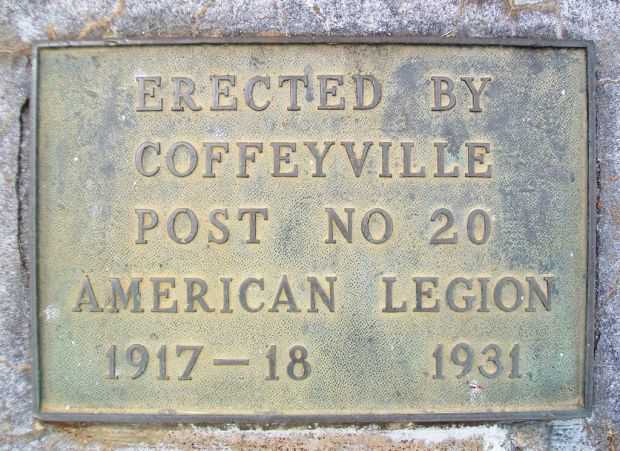 ERECTED BY
COFFEYVILLE
POST NO 20
AMERICAN LEGION
1917-18 1931